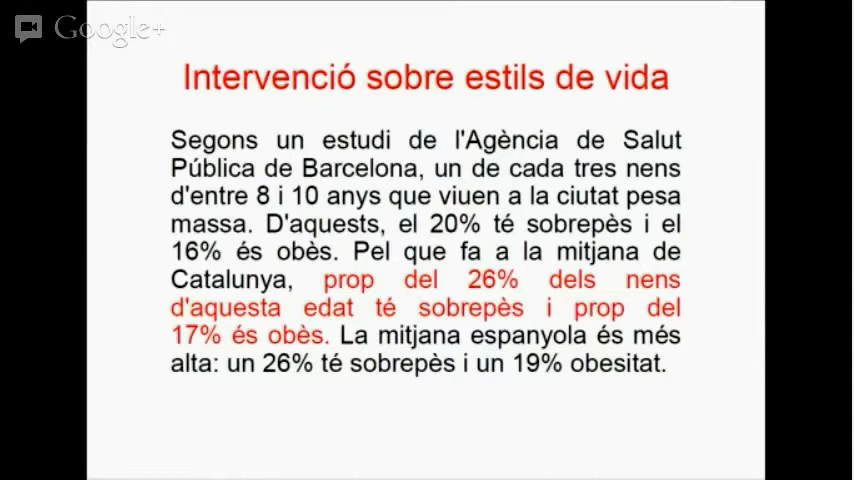 Google+
Intervenció sobre estils de vida
Segons un estudi de l'Agència de Salut
Pública de Barcelona, un de cada tres nens
d'entre 8 i 10 anys que viuen a la ciutat pesa
massa. D'aquests, el 20% té sobrepès i el
16% és obès. Pel que fa a la mitjana de
Catalunya, prop del 26% dels nens
d'aquesta edat té sobrepès i prop del
17% és obès. La mitjana espanyola és més
alta: un 26% té sobrepès i un 19% obesitat.